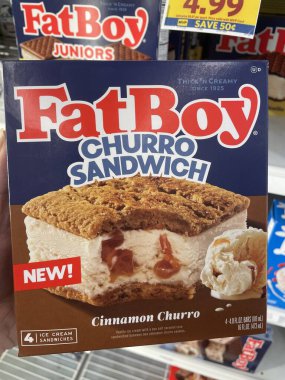 FatBoy
JUNIORS
4.99
SAVE 50¢
THICK 'N CREAMY
SINCE 1925
FatBoy
CHURRO
SANDWICH
NEW!
Cinnamon Churro
4 ICE CREAM
SANDWICHES